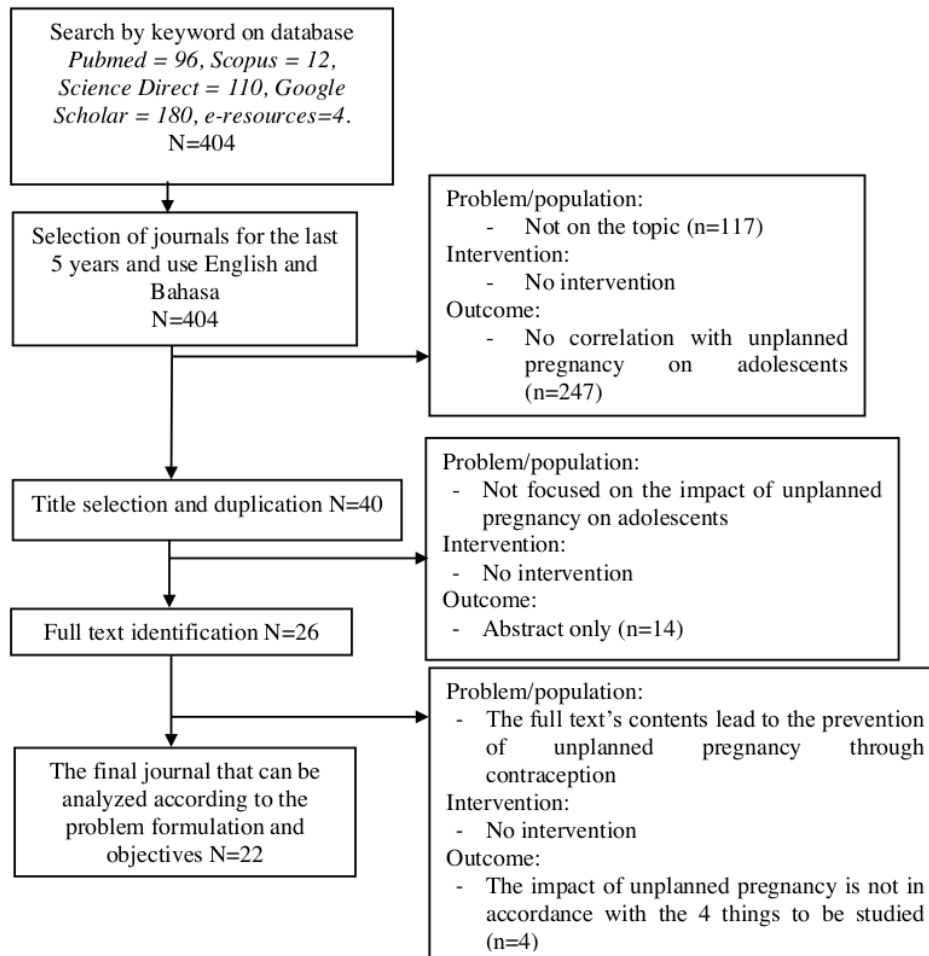 Search by keyword on database
Pubmed = 96, Scopus = 12,
Science Direct = 110, Google
Scholar = 180, e-resources=4.
N=404
Selection of journals for the last
5 years and use English and
Bahasa
N=404
Problem/population:
- Not on the topic (n=117)
Intervention:
- No intervention
Outcome:
- No correlation with unplanned
pregnancy on adolescents
(n=247)
Title selection and duplication N=40
Problem/population:
- Not focused on the impact of unplanned
pregnancy on adolescents
Intervention:
- No intervention
Outcome:
- Abstract only (n=14)
Full text identification N=26
Problem/population:
- The full text's contents lead to the prevention
of unplanned pregnancy through
contraception
Intervention:
- No intervention
Outcome:
- The impact of unplanned pregnancy is not in
accordance with the 4 things to be studied
(n=4)
The final journal that can be
analyzed according to the
problem formulation and
objectives N=22